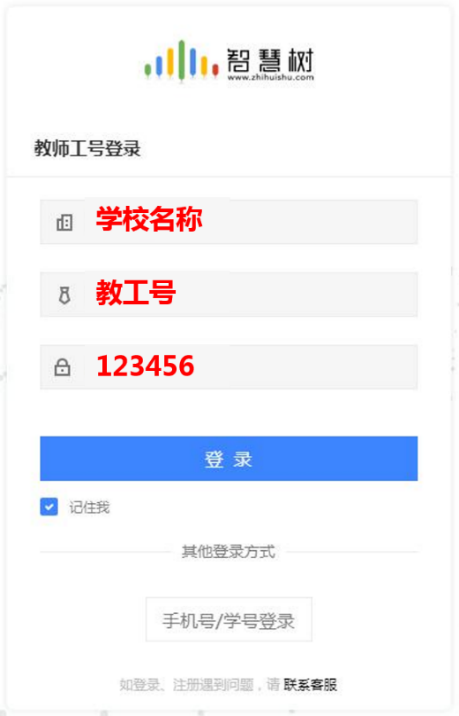 智慧树
www.zhihuishu.com
教师工号登录
学校名称
教工号
123456
登 录
记住我
其他登录方式
手机号/学号登录
如登录、注册遇到问题，请 联系客服